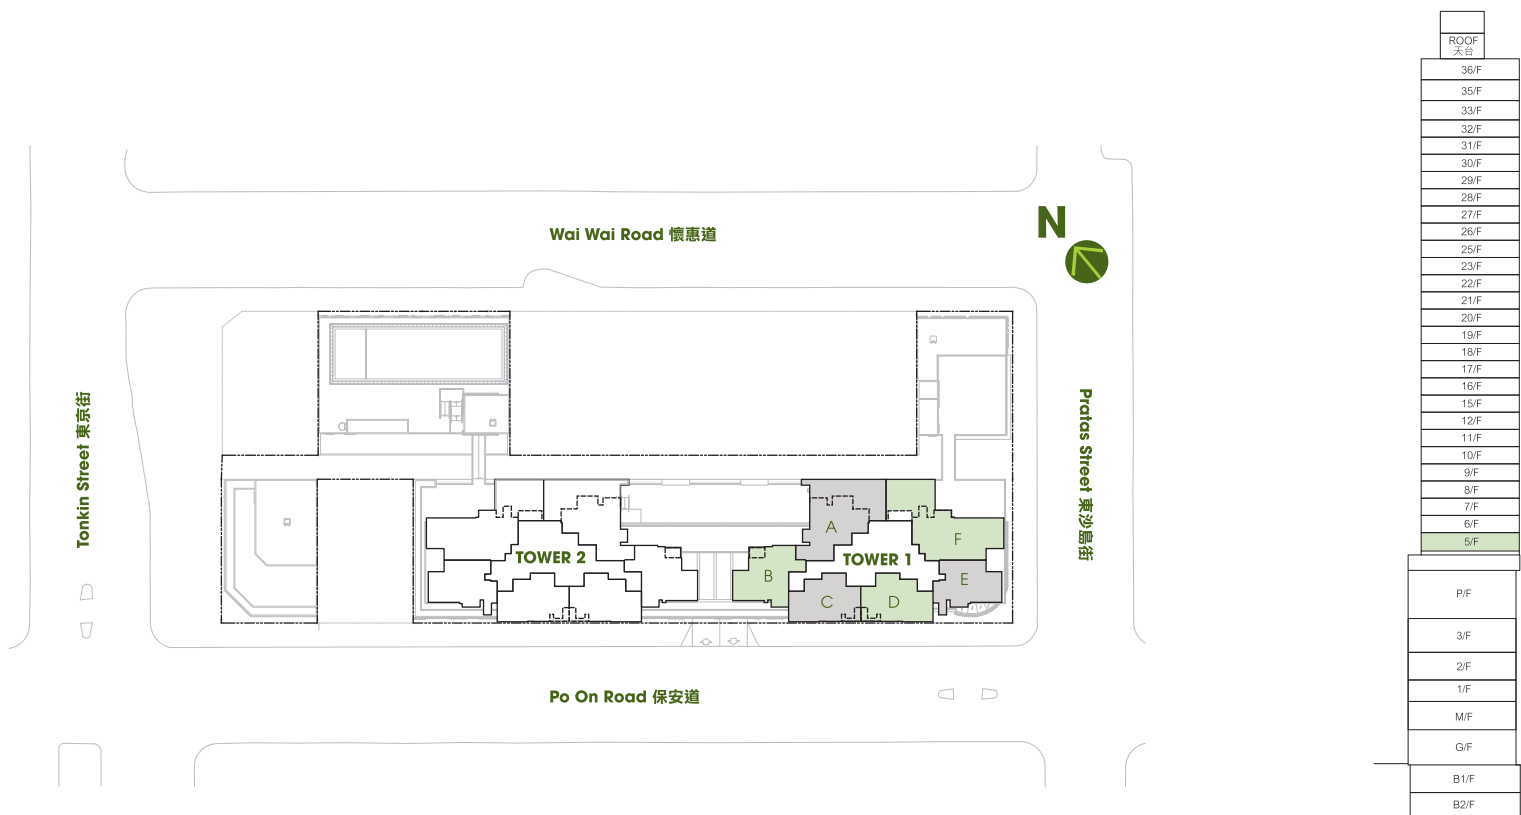 N
Wai Wai Road 懷惠道
Tonkin Street 東京街
Pratas Street 東沙島街
TOWER 2
TOWER 1
A
B
C
D
E
F
Po On Road 保安道
ROOF
天台
36/F
35/F
33/F
32/F
31/F
30/F
29/F
28/F
27/F
26/F
25/F
23/F
22/F
21/F
20/F
19/F
18/F
17/F
16/F
15/F
12/F
11/F
10/F
9/F
8/F
7/F
6/F
5/F
P/F
3/F
2/F
1/F
M/F
G/F
B1/F
B2/F